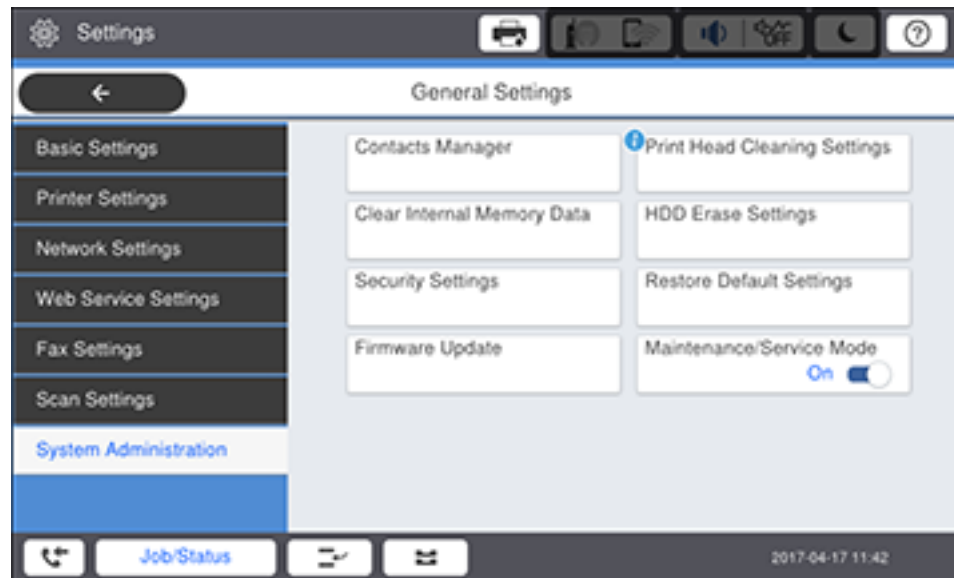 Settings
OFF
General Settings
Basic Settings
Printer Settings
Network Settings
Web Service Settings
Fax Settings
Scan Settings
System Administration
Contacts Manager
Print Head Cleaning Settings
Clear Internal Memory Data
HDD Erase Settings
Security Settings
Restore Default Settings
Firmware Update
Maintenance/Service Mode
On
Job/Status
2017-04-17 11:42